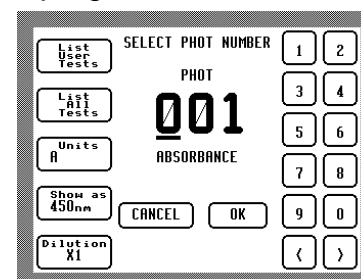 List
User
Tests
List
All
Tests
Units
A
Show as
450nm
Dilution
X1
SELECT PHOT NUMBER
PHOT
001
ABSORBANCE
CANCEL
OK
1 2
3 4
5 6
7 8
9 0
< >